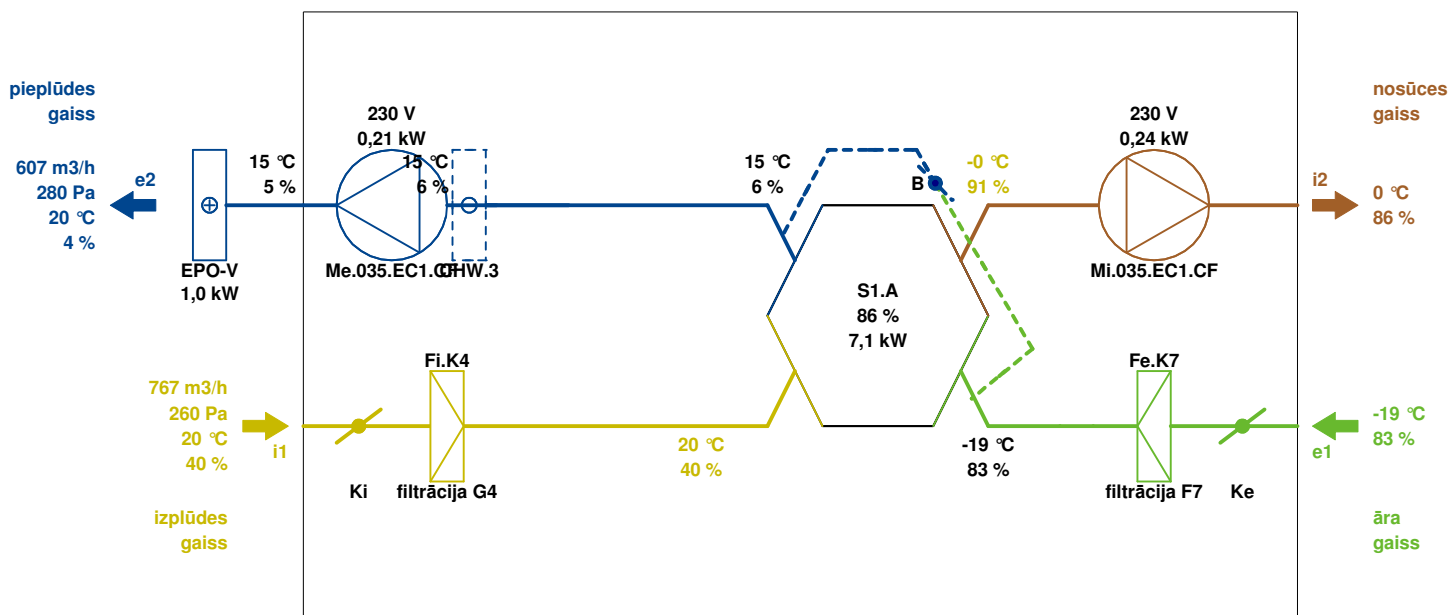 pieplūdes
gaiss
607 m3/h
280 Pa
20 °C
4 %
e2
EPO-V
1,0 kW
15 °C
5 %
230 V
0,21 kW
15 °C
6 %
Me.035.EC1.CF
OHW.3
15 °C
6 %
B
-0 °C
91 %
230 V
0,24 kW
Mi.035.EC1.CF
nosūces
gaiss
i2
0 °C
86 %
S1.A
86 %
7,1 kW
767 m3/h
260 Pa
20 °C
40 %
i1
Ki
Fi.K4
filtrācija G4
20 °C
40 %
-19 °C
83 %
Fe.K7
filtrācija F7
Ke
-19 °C
83 %
e1
izplūdes
gaiss
āra
gaiss